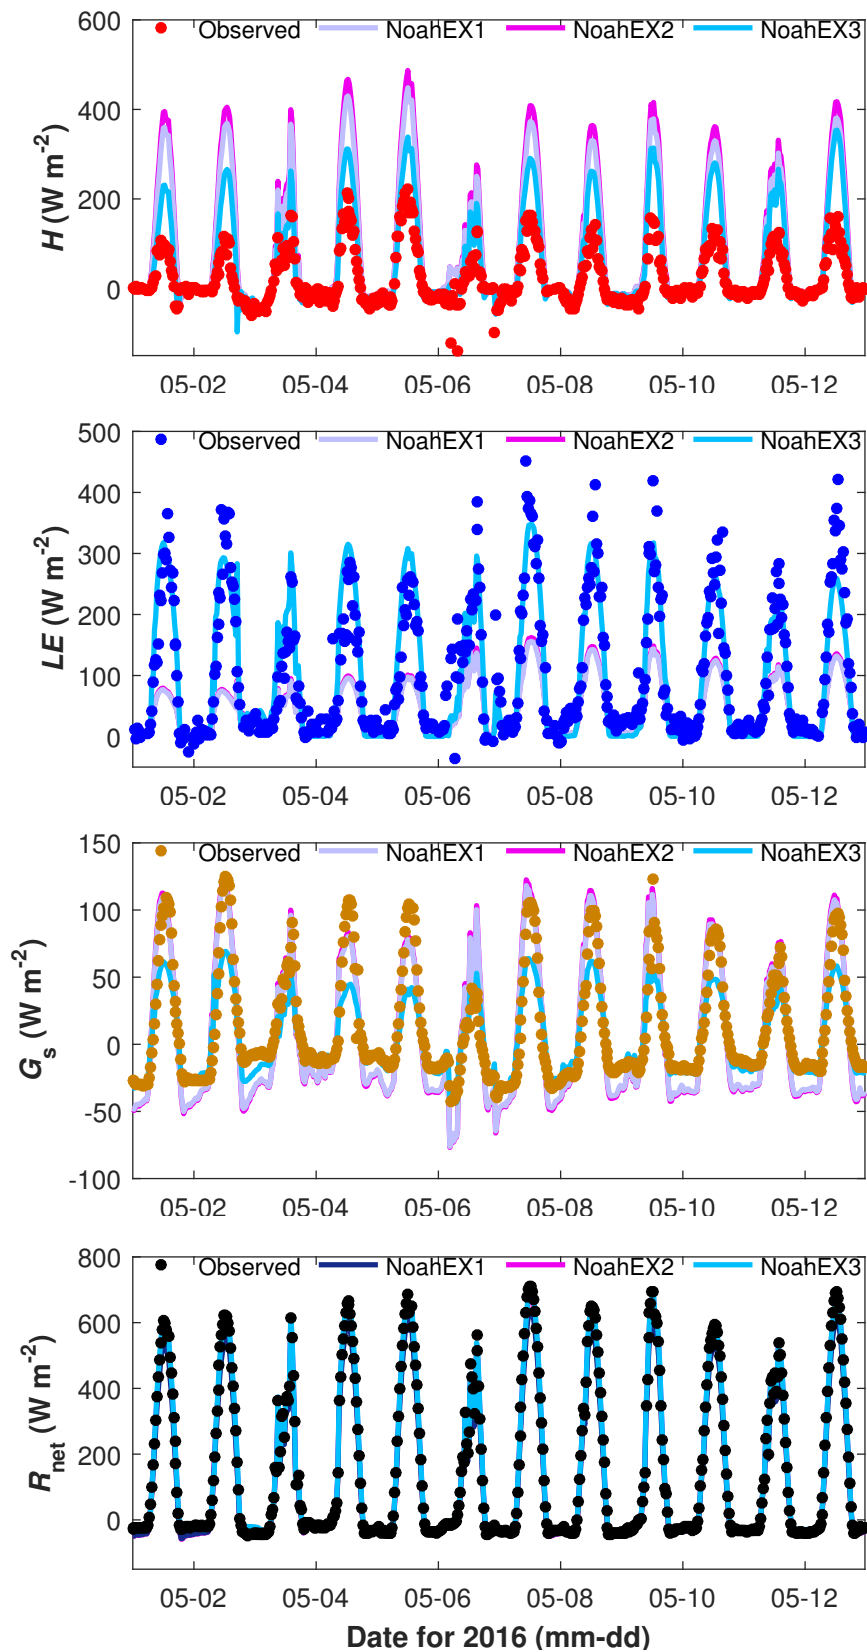 600
Observed NoahEX1 NoahEX2 NoahEX3
400
200
0
H (W m-2)
05-02 05-04 05-06 05-08 05-10 05-12
500
Observed NoahEX1 NoahEX2 NoahEX3
400
300
200
100
0
LE (W m-2)
05-02 05-04 05-06 05-08 05-10 05-12
150
Observed NoahEX1 NoahEX2 NoahEX3
100
50
0
-50
-100
Gs (W m-2)
05-02 05-04 05-06 05-08 05-10 05-12
800
Observed NoahEX1 NoahEX2 NoahEX3
600
400
200
0
Rnet (W m-2)
05-02 05-04 05-06 05-08 05-10 05-12
Date for 2016 (mm-dd)